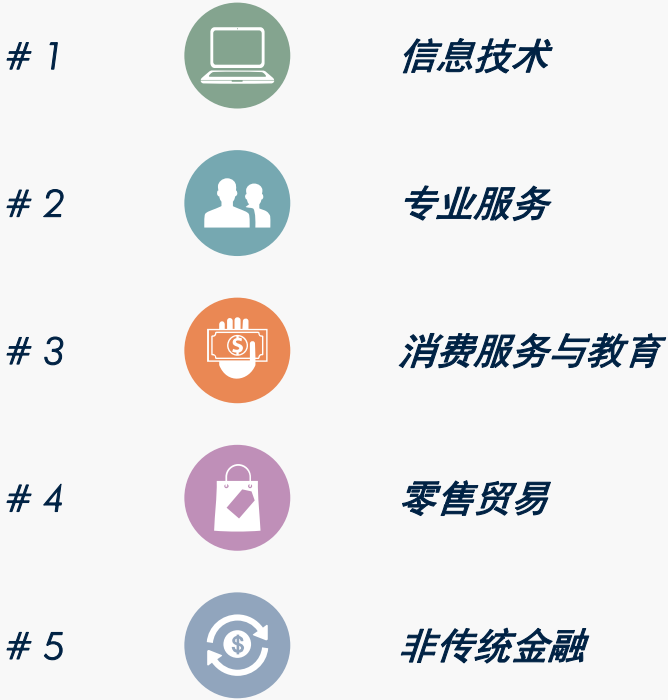 # 1 信息技术
# 2 专业服务
# 3 消费服务与教育
# 4 零售贸易
# 5 非传统金融